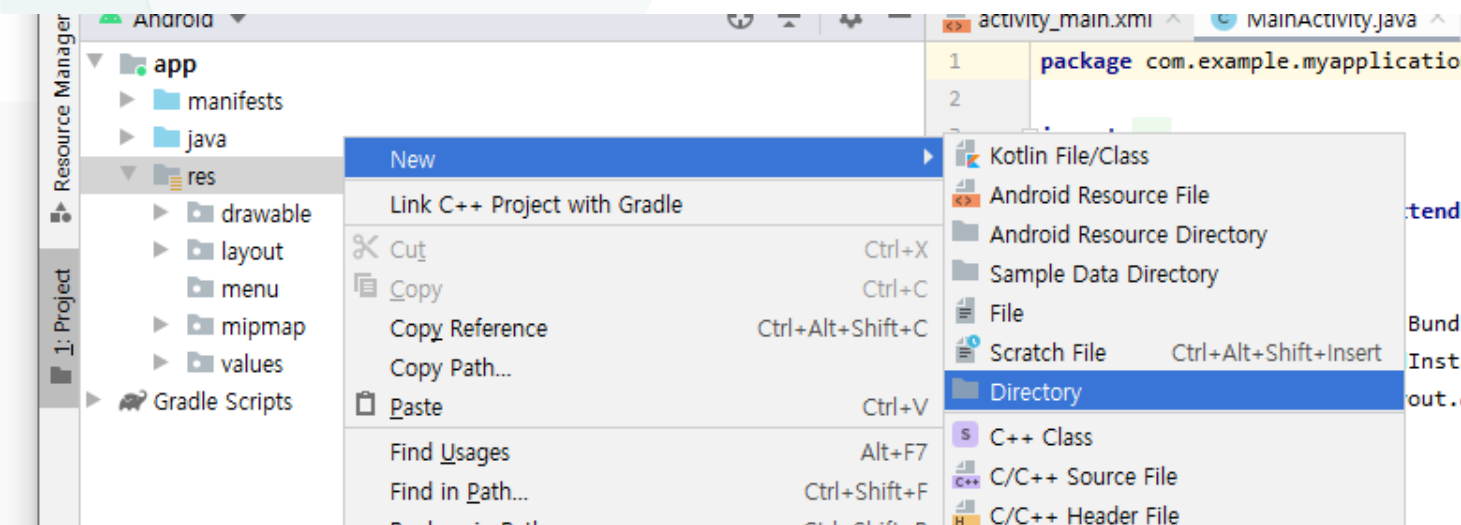 Android
activity_main.xml
MainActivity.java
Resource Manager
1: Project
app
manifests
java
res
drawable
layout
menu
mipmap
values
Gradle Scripts
1 package com.example.myapplicatio
2
tend
Bund
Inst
out.
New
Link C++ Project with Gradle
Cut Ctrl+X
Copy Ctrl+C
Copy Reference Ctrl+Alt+Shift+C
Copy Path...
Paste Ctrl+V
Find Usages Alt+F7
Find in Path... Ctrl+Shift+F
Kotlin File/Class
Android Resource File
Android Resource Directory
Sample Data Directory
File
Scratch File Ctrl+Alt+Shift+Insert
Directory
S C++ Class
C++ C/C++ Source File
H C/C++ Header File